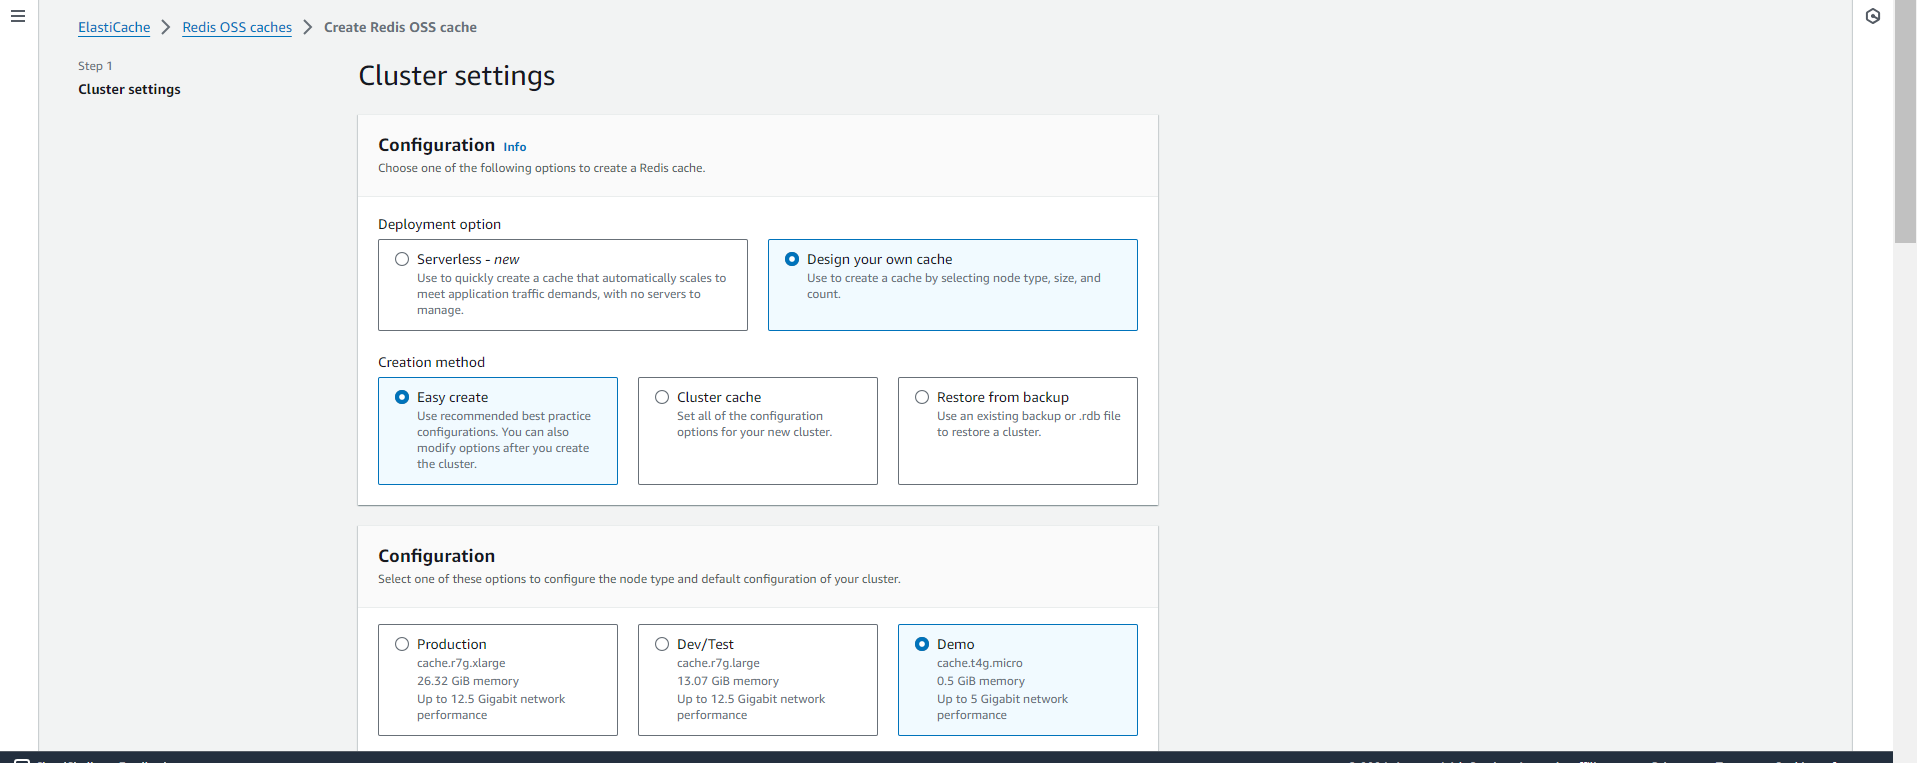 ElastiCache > Redis OSS caches > Create Redis OSS cache
Step 1
Cluster settings
Cluster settings
Configuration Info
Choose one of the following options to create a Redis cache.
Deployment option
Serverless - new
Use to quickly create a cache that automatically scales to
meet application traffic demands, with no servers to
manage.
Design your own cache
Use to create a cache by selecting node type, size, and
count.
Creation method
Easy create
Use recommended best practice
configurations. You can also
modify options after you create
the cluster.
Cluster cache
Set all of the configuration
options for your new cluster.
Restore from backup
Use an existing backup or .rdb file
to restore a cluster.
Configuration
Select one of these options to configure the node type and default configuration of your cluster.
Production
cache.r7g.xlarge
26.32 GiB memory
Up to 12.5 Gigabit network
performance
Dev/Test
cache.r7g.large
13.07 GiB memory
Up to 12.5 Gigabit network
performance
Demo
cache.t4g.micro
0.5 GiB memory
Up to 5 Gigabit network
performance